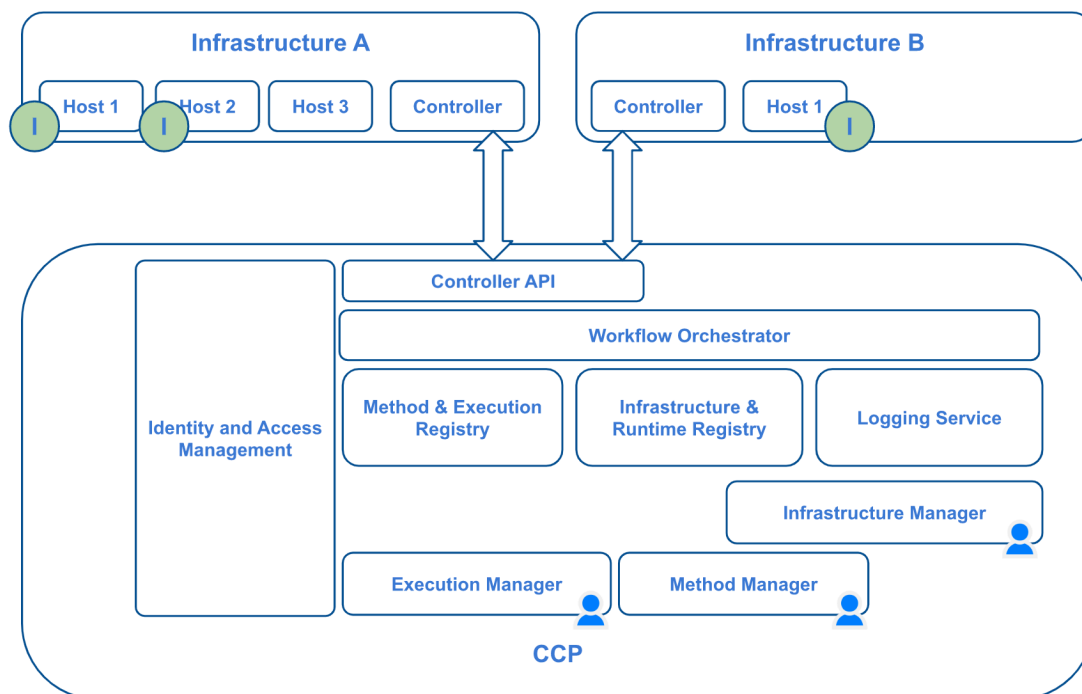 Infrastructure A
Infrastructure B
Host 1
Host 2
Host 3
Controller
Controller
Host 1
I
I
I
Controller API
Workflow Orchestrator
Identity and Access
Management
Method & Execution
Registry
Infrastructure &
Runtime Registry
Logging Service
Infrastructure Manager
Execution Manager
Method Manager
CCP